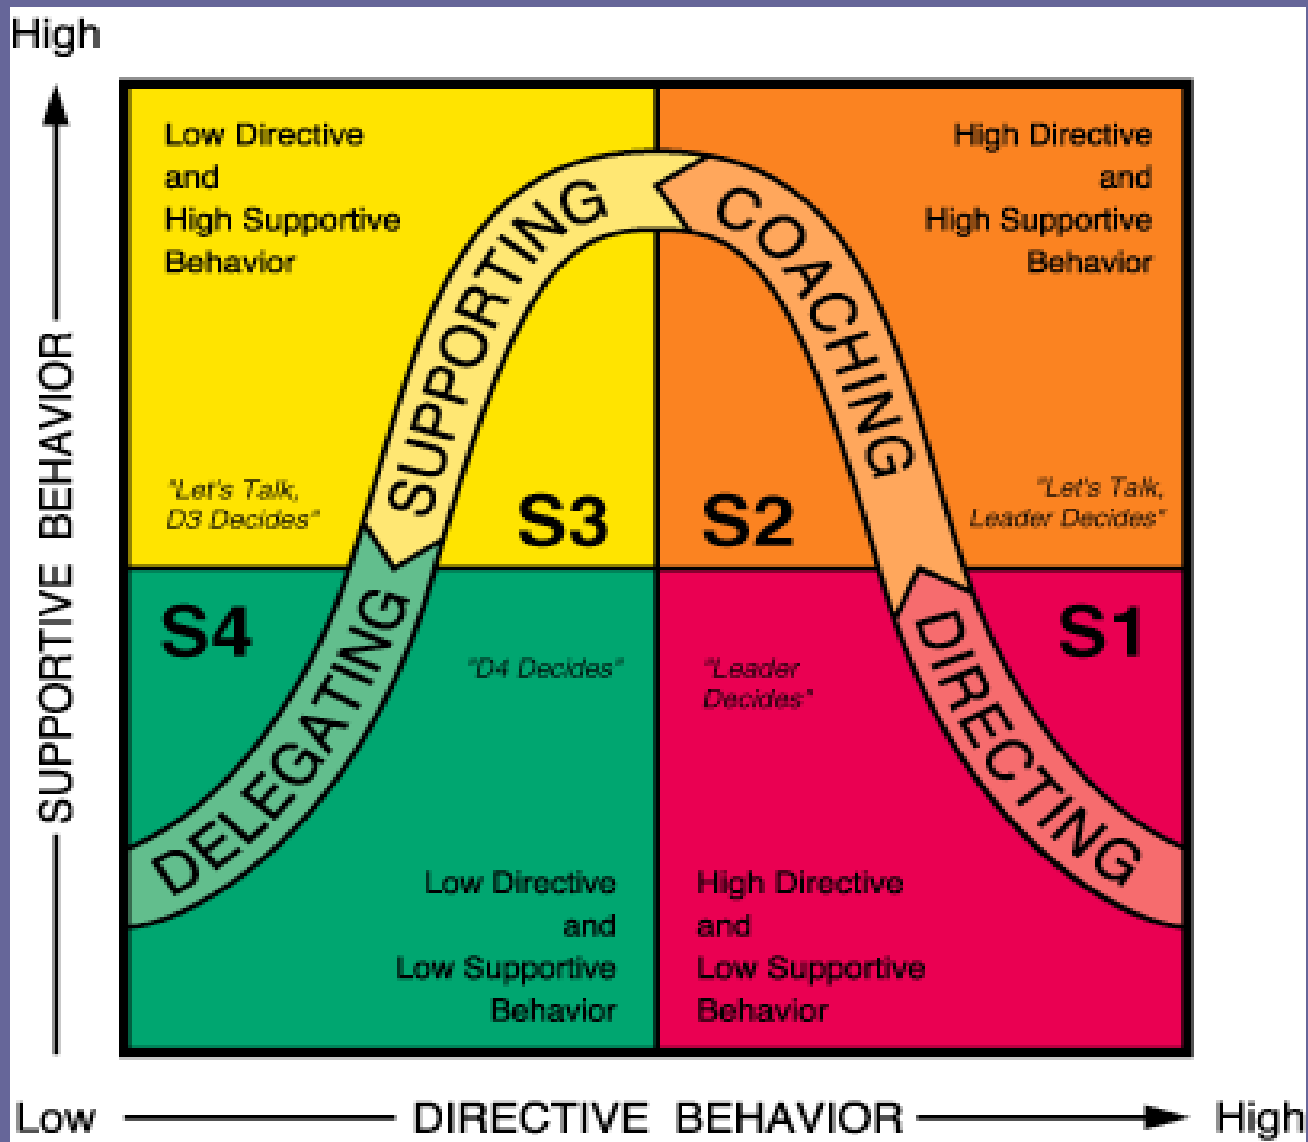 High
Low Directive
and
High Supportive
Behavior
High Directive
and
High Supportive
Behavior
SUPPORTING
COACHING
"Let's Talk,
D3 Decides"
S3
S2
"Let's Talk,
Leader Decides"
SUPPORTIVE BEHAVIOR
S4
DELEGATING
"D4 Decides"
"Leader
Decides"
DIRECTING
S1
Low Directive
and
Low Supportive
Behavior
High Directive
and
Low Supportive
Behavior
Low
DIRECTIVE BEHAVIOR
High